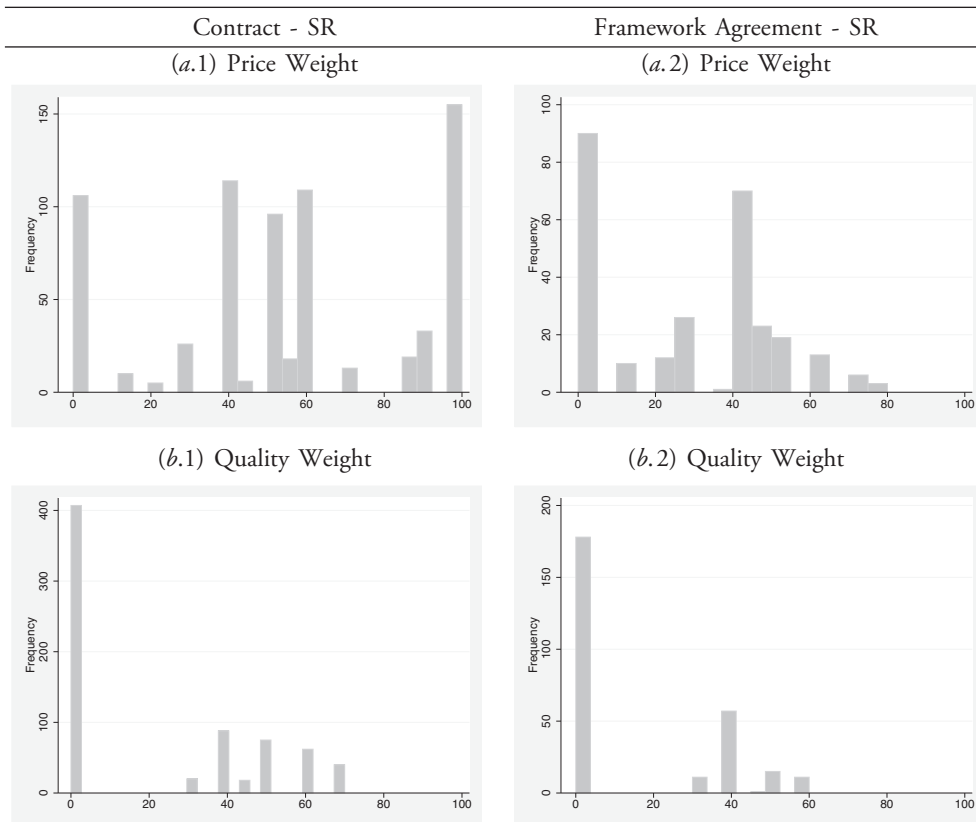 Contract - SR
Framework Agreement - SR
(a.1) Price Weight
(a.2) Price Weight
Frequency
0
50
100
150
0 20 40 60 80 100
Frequency
0
20
40
60
80
100
0 20 40 60 80 100
(b.1) Quality Weight
(b.2) Quality Weight
Frequency
0
100
200
300
400
0 20 40 60 80 100
Frequency
0
50
100
150
200
0 20 40 60 80 100